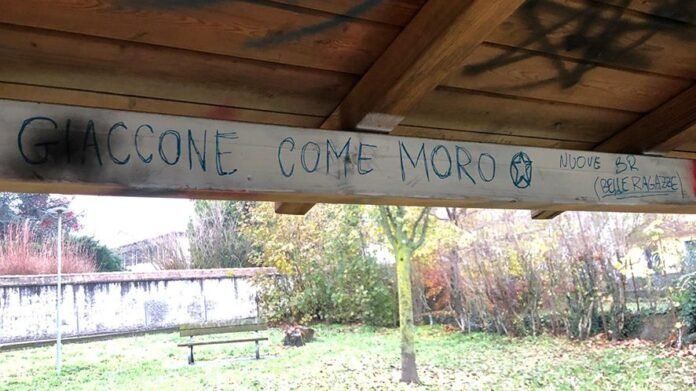 GIACCONE COME MORO
NUOVE BR
(BELLE RAGAZZE)